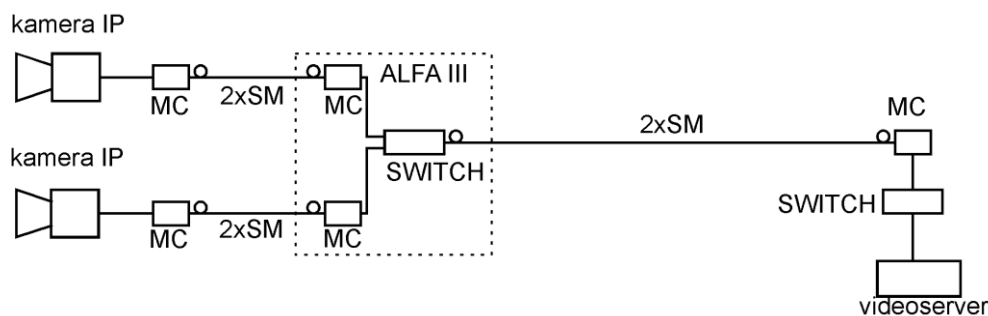 kamera IP
MC
2xSM
MC
ALFA III
SWITCH
2xSM
MC
SWITCH
videoserver
kamera IP
MC
2xSM
MC